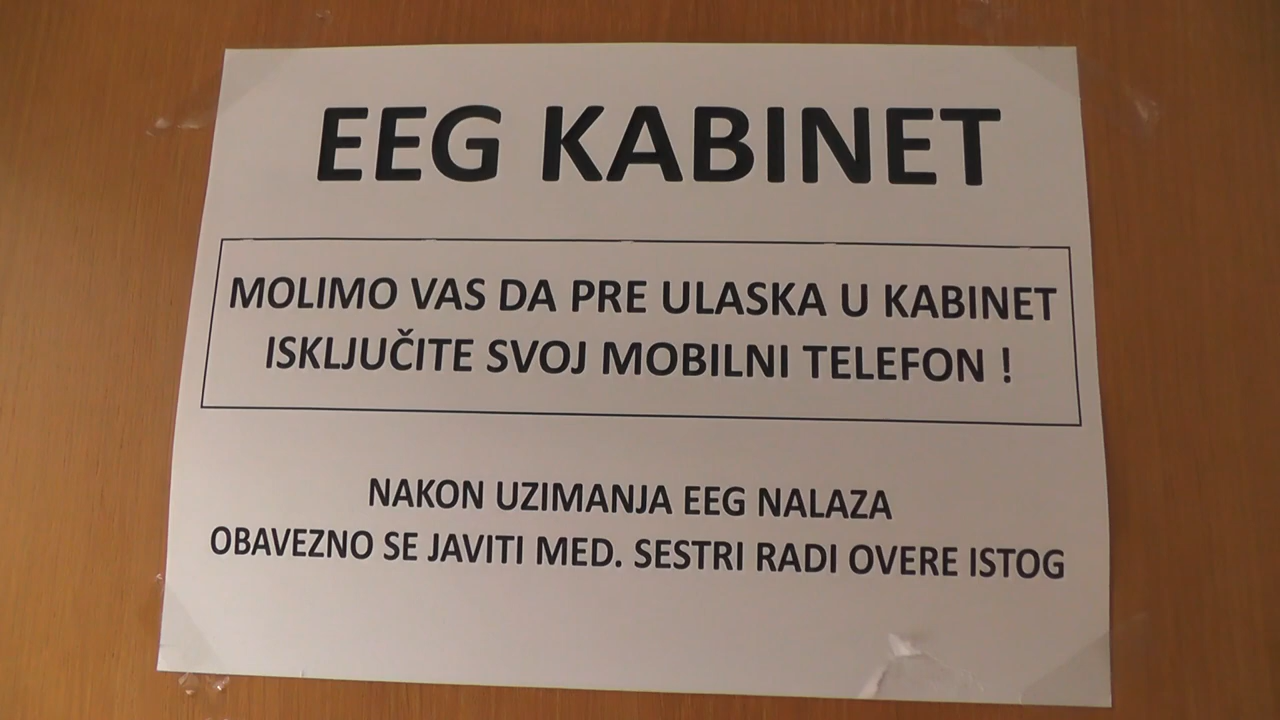 EEG KABINET
MOLIMO VAS DA PRE ULASKA U KABINET
ISKLJUČITE SVOJ MOBILNI TELEFON !
NAKON UZIMANJA EEG NALAZA
OBAVEZNO SE JAVITI MED. SESTRI RADI OVERE ISTOG